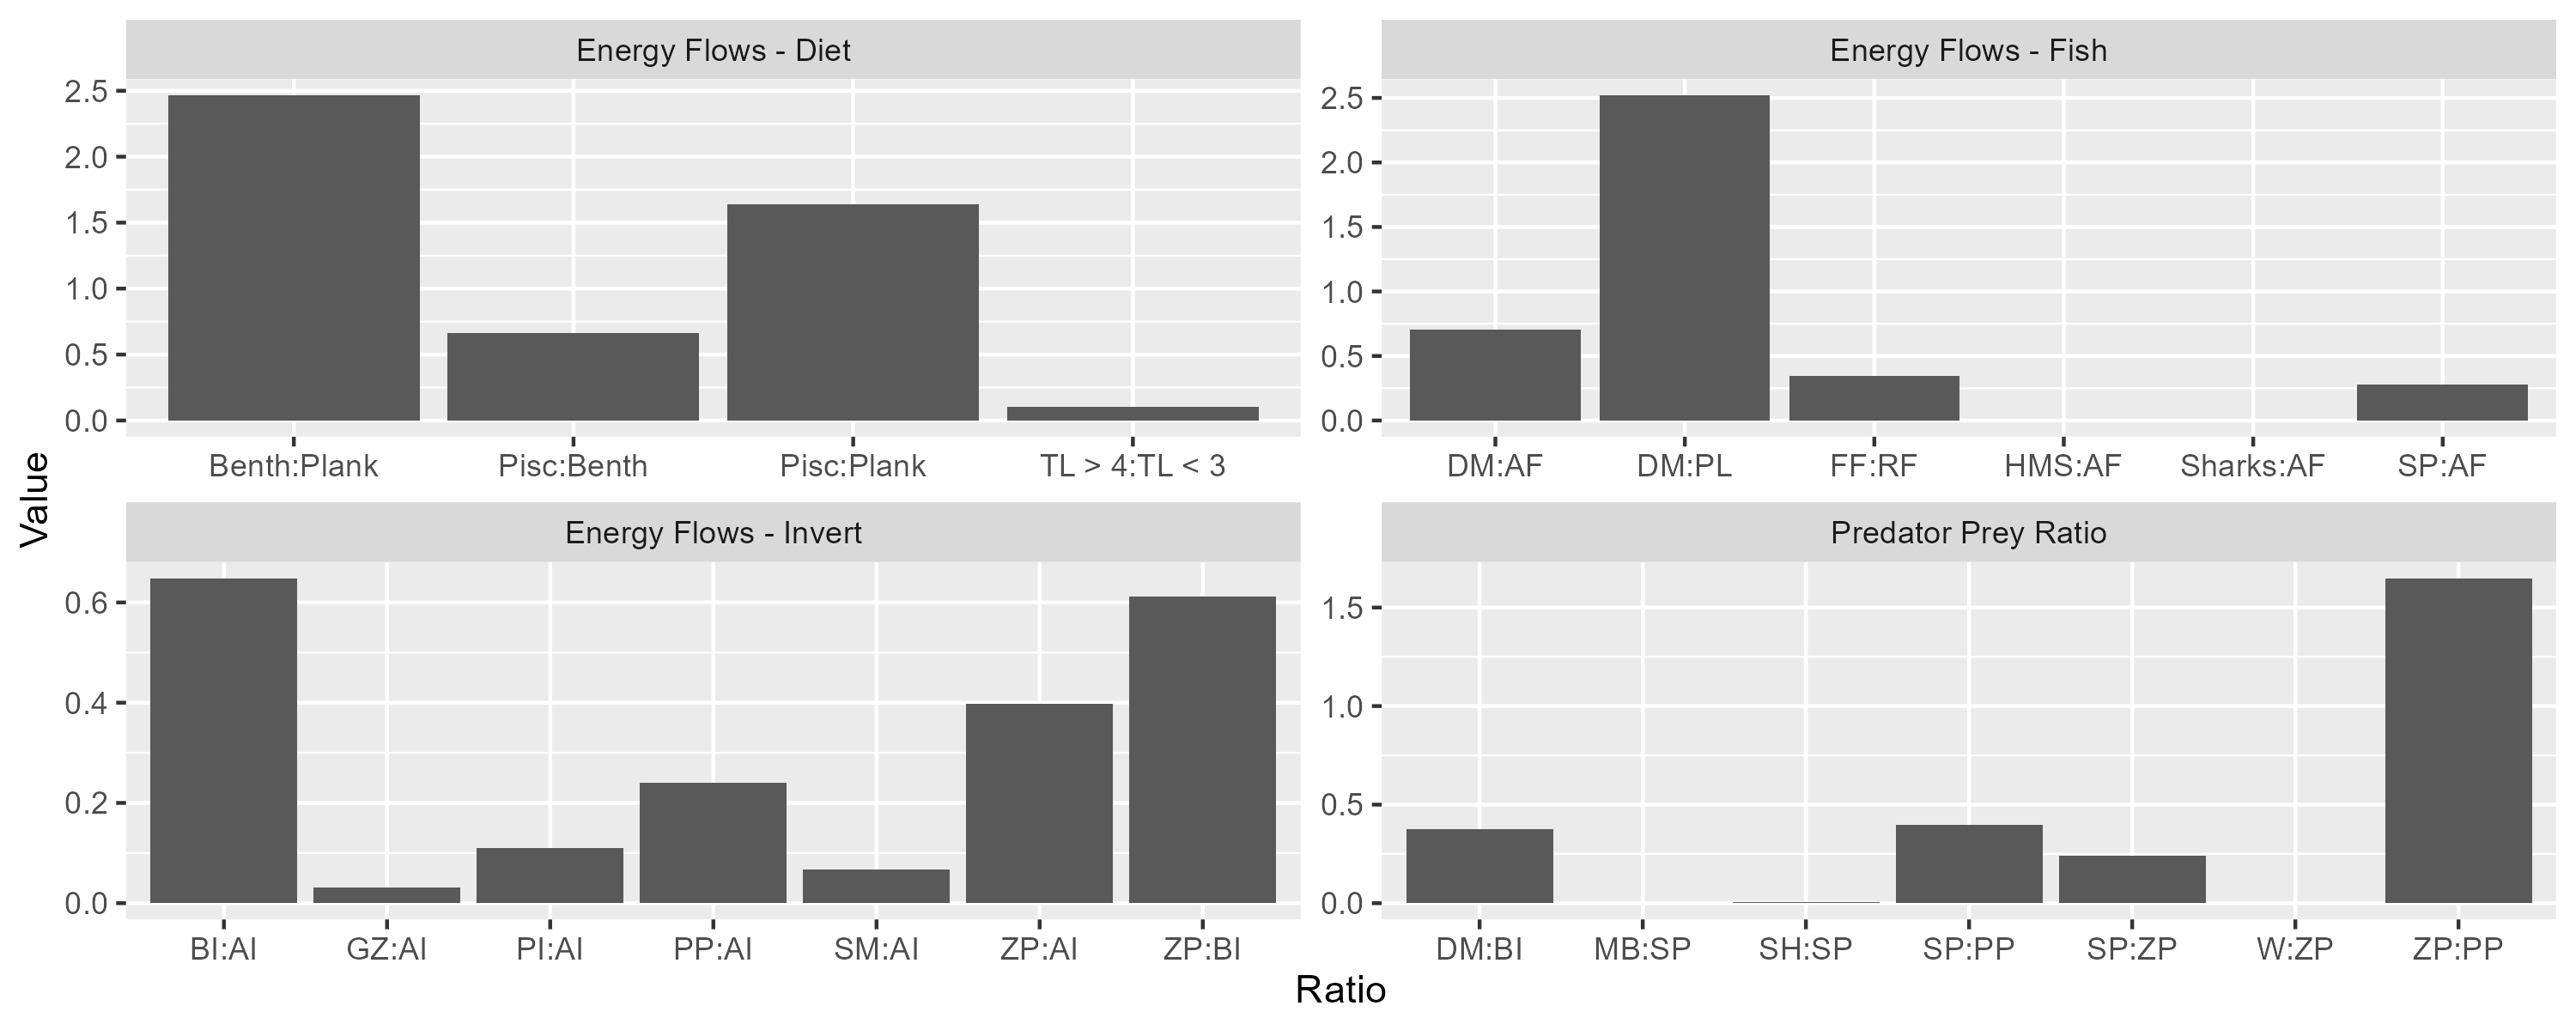 Energy Flows - Diet
2.5
2.0
1.5
1.0
0.5
0.0
Benth:Plank Pisc:Benth Pisc:Plank TL > 4:TL < 3
Energy Flows - Fish
2.5
2.0
1.5
1.0
0.5
0.0
DM:AF DM:PL FF:RF HMS:AF Sharks:AF SP:AF
Value
Energy Flows - Invert
0.6
0.4
0.2
0.0
BI:AI GZ:AI PI:AI PP:AI SM:AI ZP:AI ZP:BI
Predator Prey Ratio
1.5
1.0
0.5
0.0
DM:BI MB:SP SH:SP SP:PP SP:ZP W:ZP ZP:PP
Ratio